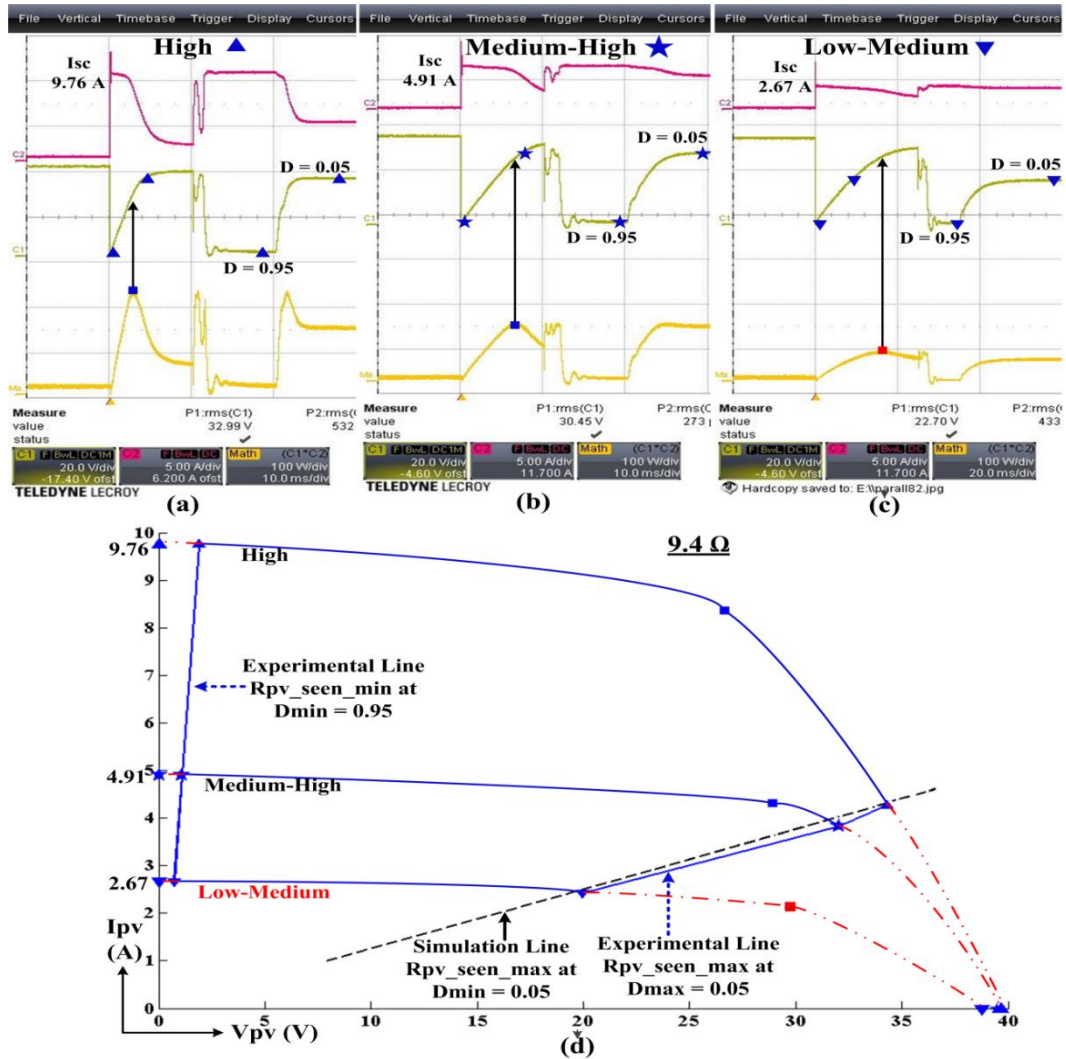 File Vertical Timebase Trigger Display Cursors
High
Isc
9.76 A
C2
D = 0.05
C1
D = 0.95
Measure
value
status
P1:rms(C1)
32.99 V
P2:rms(C
532
C1 F BwL DC1M
20.0 V/div
-17.40 V ofst
C2 F BwL DC
5.00 A/div
6.200 A ofst
Math (C1*C2)
100 W/div
10.0 ms/div
TELEDYNE LECROY
(a)
File Vertical Timebase Trigger Display Cursors
Medium-High
Isc
4.91 A
C2
D = 0.05
C1
D = 0.95
Measure
value
status
P1:rms(C1)
30.45 V
P2:rms(C
273
C1 F BwL DC1M
20.0 V/div
-4.60 V ofst
C2 F BwL DC
5.00 A/div
11.700 A ofst
Math (C1*C2)
100 W/div
10.0 ms/div
TELEDYNE LECROY
(b)
File Vertical Timebase Trigger Display Cursors
Low-Medium
Isc
2.67 A
C2
D = 0.05
C1
D = 0.95
Measure
value
status
P1:rms(C1)
22.70 V
P2:rms(C
433
C1 F BwL DC1M
20.0 V/div
-4.60 V ofst
C2 F BwL DC
5.00 A/div
11.700 A ofst
Math (C1*C2)
100 W/div
20.0 ms/div
Hardcopy saved to: E:\\parall82.jpg
(c)
10
9.76
9
8
7
6
5
4.91
4
3
2.67
2
1
0
9.4 Ω
High
Experimental Line
Rpv_seen_min at
Dmin = 0.95
Medium-High
Low-Medium
Ipv
(A)
Simulation Line
Rpv_seen_max at
Dmin = 0.05
Experimental Line
Rpv_seen_max at
Dmax = 0.05
0 5 10 15 20 25 30 35 40
Vpv (V)
(d)